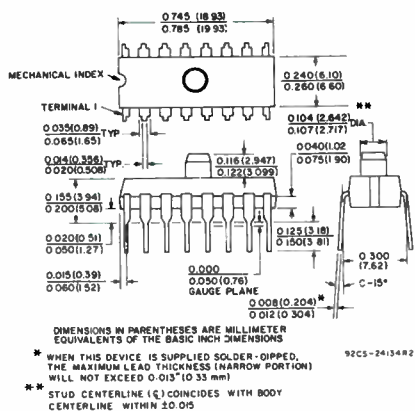 0.745 (18.93)
0.785 (19.93)
MECHANICAL INDEX
0.240(6.10)
0.260(6.60)
TERMINAL 1
**
0.035(0.89)
0.065(1.65)
TYP
0.104(2.642)
0.107(2.717)
DIA.
0.014(0.356)
0.020(0.508)
TYP.
0.116(2.947)
0.122(3.099)
0.040(1.02
0.075(1.90)
0.155(3.94)
0.200(5.08)
0.020(0.51)
0.050(1.27)
0.125(3.18)
0.150(3.81)
0.300
(7.62)
0.015(0.39)
0.060(1.52)
0.000
0.050(0.76)
GAUGE PLANE
0-15°
0.008(0.204)*
0.012(0.304)
DIMENSIONS IN PARENTHESES ARE MILLIMETER
EQUIVALENTS OF THE BASIC INCH DIMENSIONS
92CS-24134R2
* WHEN THIS DEVICE IS SUPPLIED SOLDER-DIPPED,
THE MAXIMUM LEAD THICKNESS (NARROW PORTION)
WILL NOT EXCEED 0.013"(0.33 mm)
** STUD CENTERLINE (℄) COINCIDES WITH BODY
CENTERLINE WITHIN ±0.015